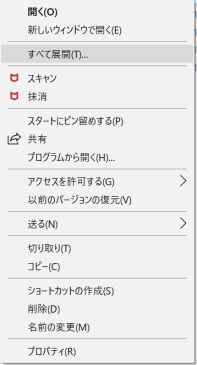 開く(O)
新しいウィンドウで開く(E)
すべて展開(T)...
スキャン
抹消
スタートにピン留めする(P)
共有
プログラムから開く(H)...
アクセスを許可する(G)
以前のバージョンの復元(V)
送る(N)
切り取り(T)
コピー(C)
ショートカットの作成(S)
削除(D)
名前の変更(M)
プロパティ(R)